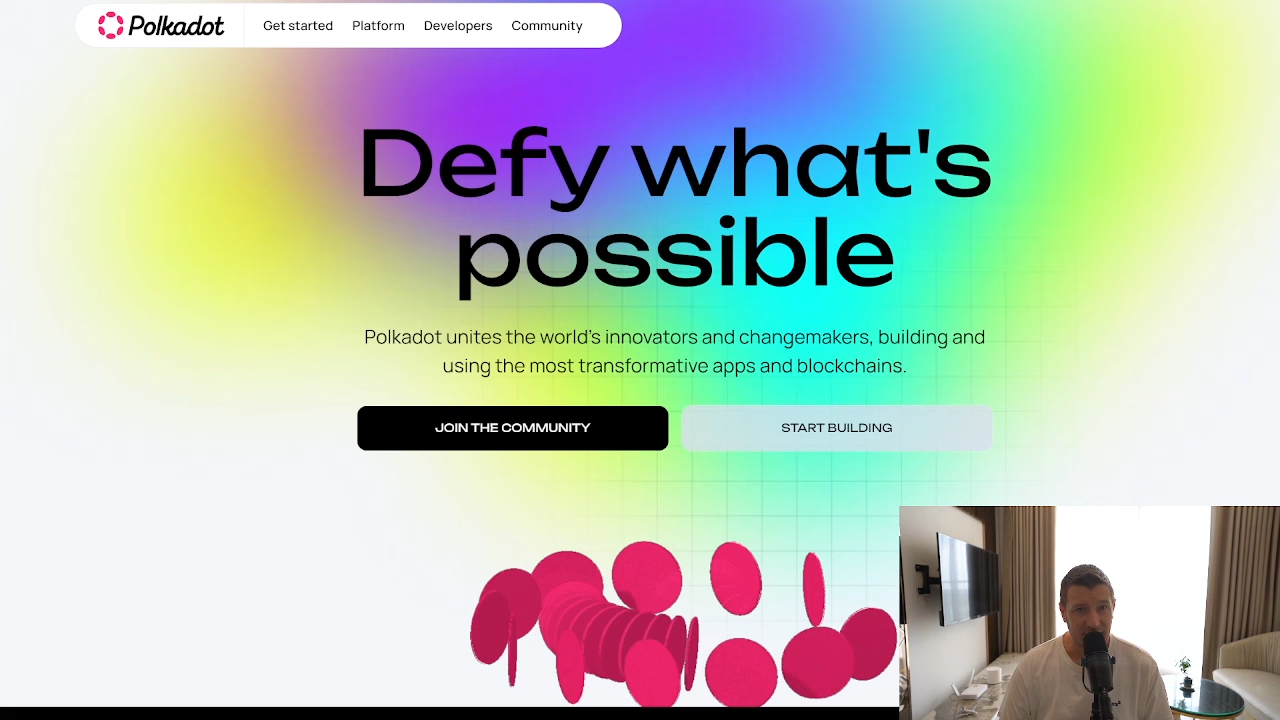 Polkadot
Get started
Platform
Developers
Community
Defy what's
possible
Polkadot unites the world's innovators and changemakers, building and
using the most transformative apps and blockchains.
JOIN THE COMMUNITY
START BUILDING